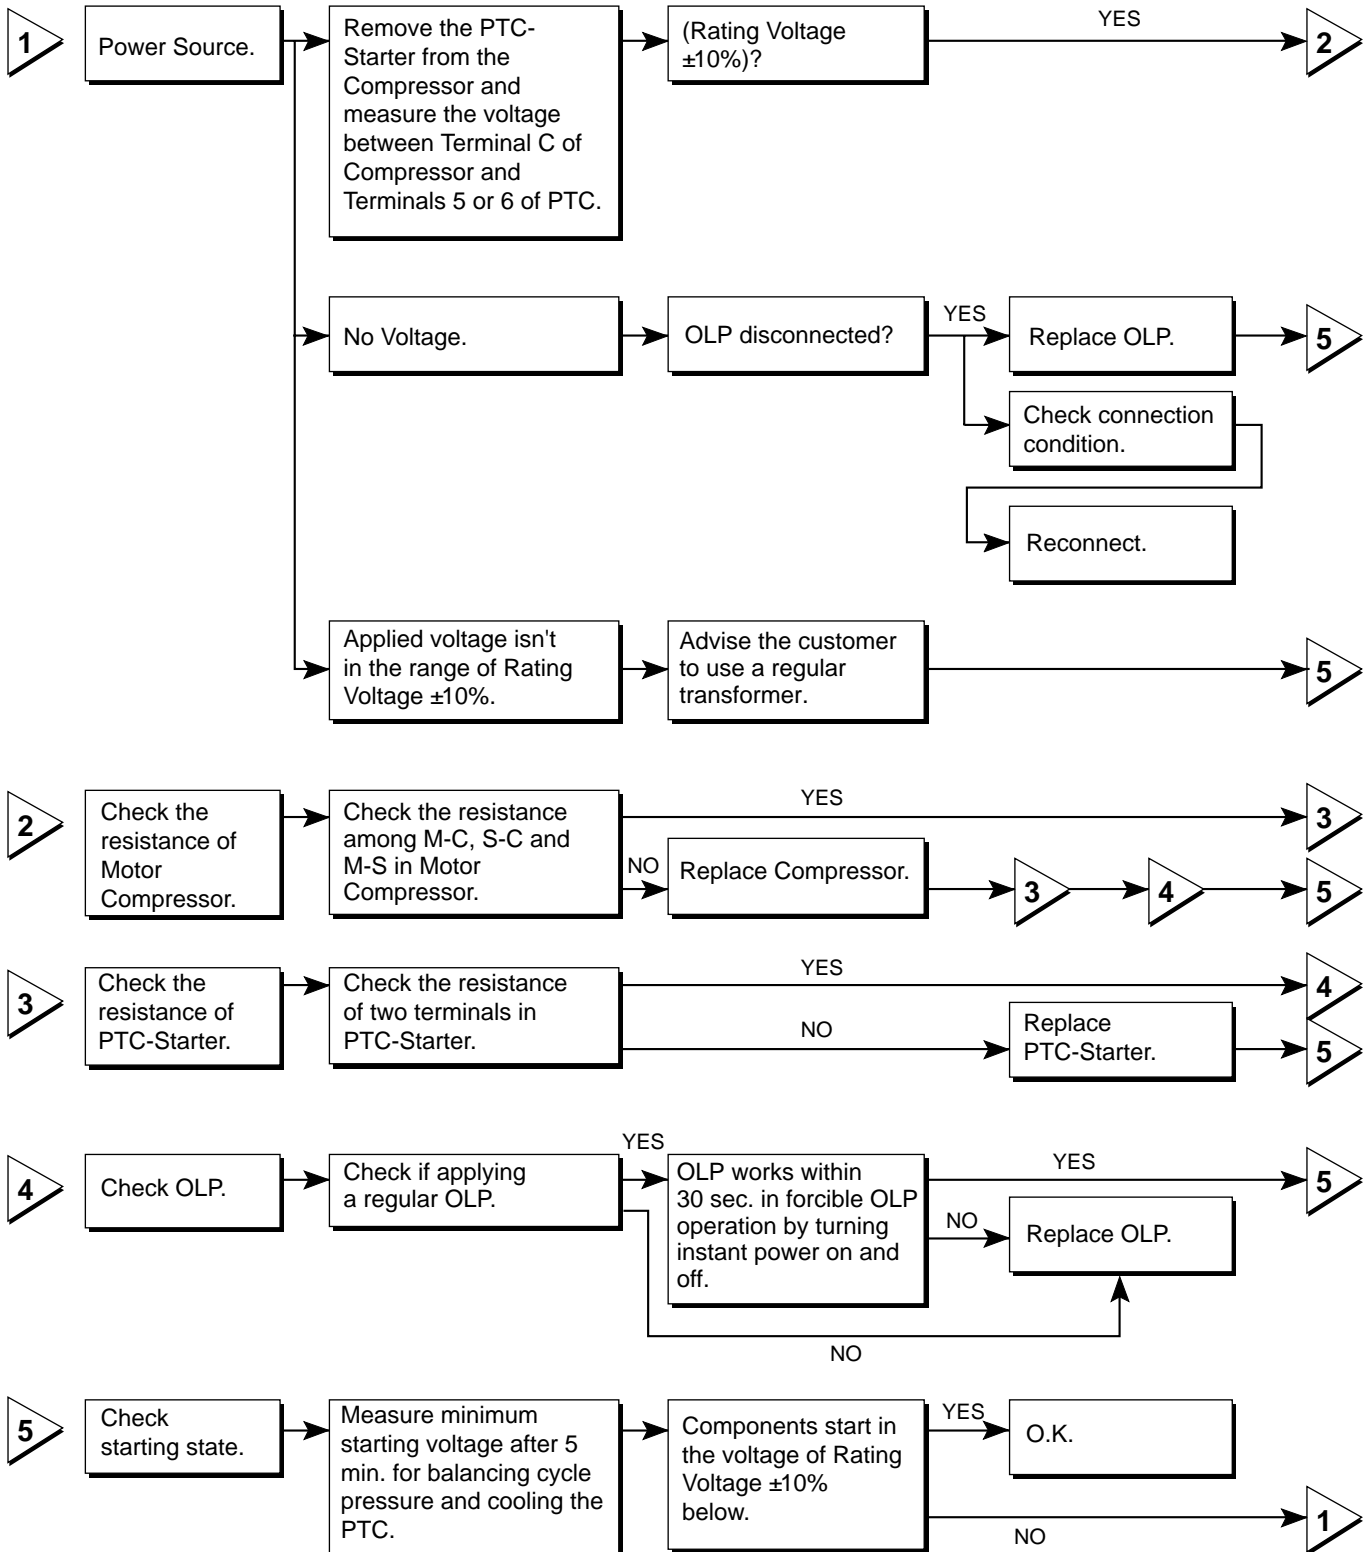 1
Power Source.
Remove the PTC-
Starter from the
Compressor and
measure the voltage
between Terminal C of
Compressor and
Terminals 5 or 6 of PTC.
(Rating Voltage
±10%)?
YES
2
No Voltage.
OLP disconnected?
YES
Replace OLP.
5
Check connection
condition.
Reconnect.
Applied voltage isn't
in the range of Rating
Voltage ±10%.
Advise the customer
to use a regular
transformer.
5
2
Check the
resistance of
Motor
Compressor.
Check the resistance
among M-C, S-C and
M-S in Motor
Compressor.
YES
3
NO
Replace Compressor.
3
4
5
3
Check the
resistance of
PTC-Starter.
Check the resistance
of two terminals in
PTC-Starter.
YES
4
NO
Replace
PTC-Starter.
5
4
Check OLP.
Check if applying
a regular OLP.
YES
OLP works within
30 sec. in forcible OLP
operation by turning
instant power on and
off.
YES
5
NO
Replace OLP.
NO
5
Check
starting state.
Measure minimum
starting voltage after 5
min. for balancing cycle
pressure and cooling the
PTC.
Components start in
the voltage of Rating
Voltage ±10%
below.
YES
O.K.
NO
1